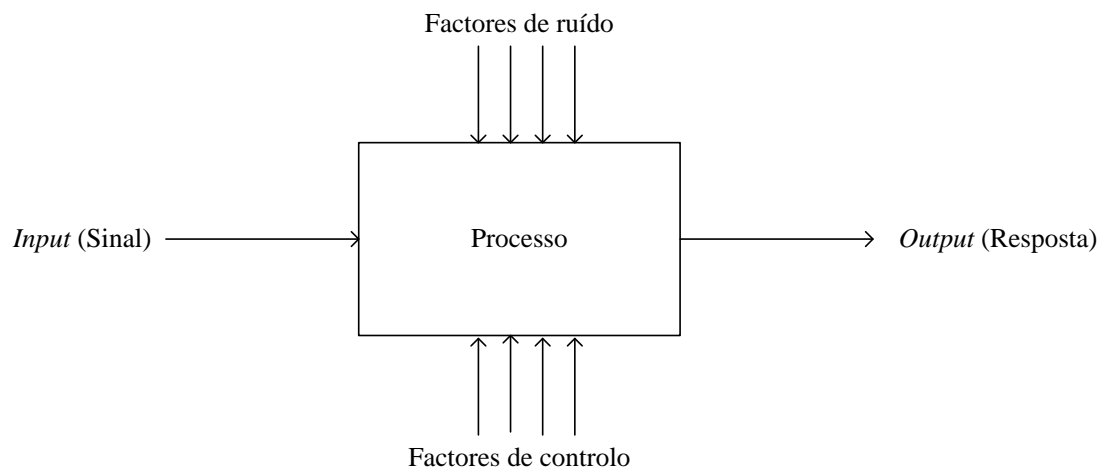 Factores de ruído
Input (Sinal)
Processo
Output (Resposta)
Factores de controlo